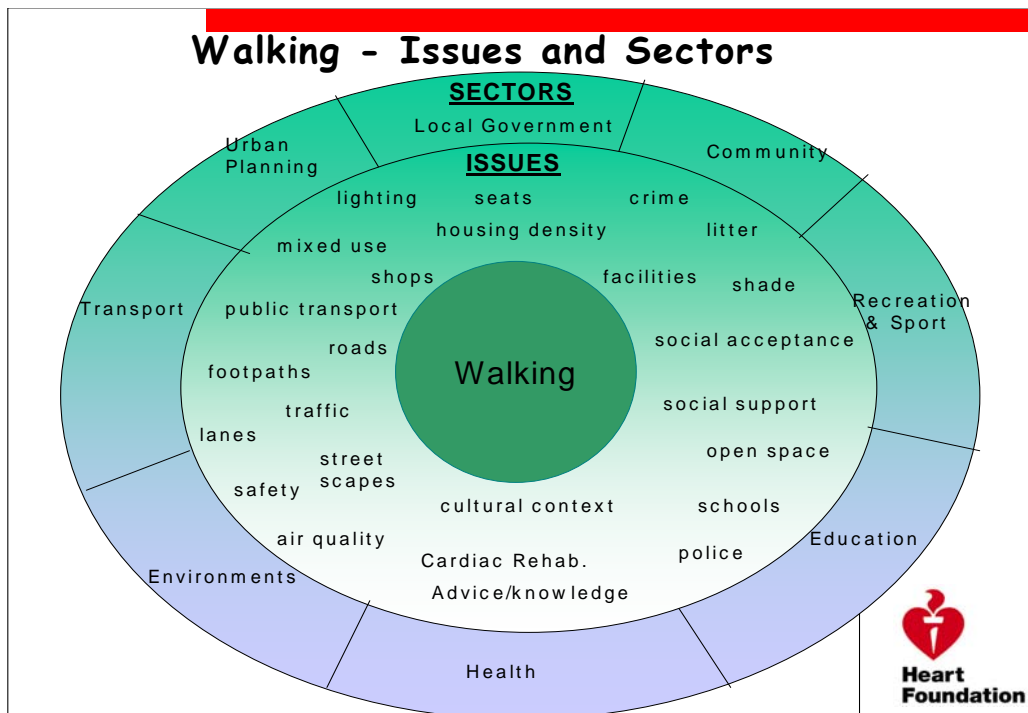 Walking - Issues and Sectors
SECTORS
Local Government
Urban
Planning
Community
ISSUES
lighting
seats
crime
housing density
litter
mixed use
shops
facilities
shade
Transport
public transport
Recreation
& Sport
roads
social acceptance
Walking
footpaths
traffic
social support
lanes
open space
street
scapes
safety
cultural context
schools
air quality
police
Education
Cardiac Rehab.
Environments
Advice/knowledge
Health
Heart
Foundation